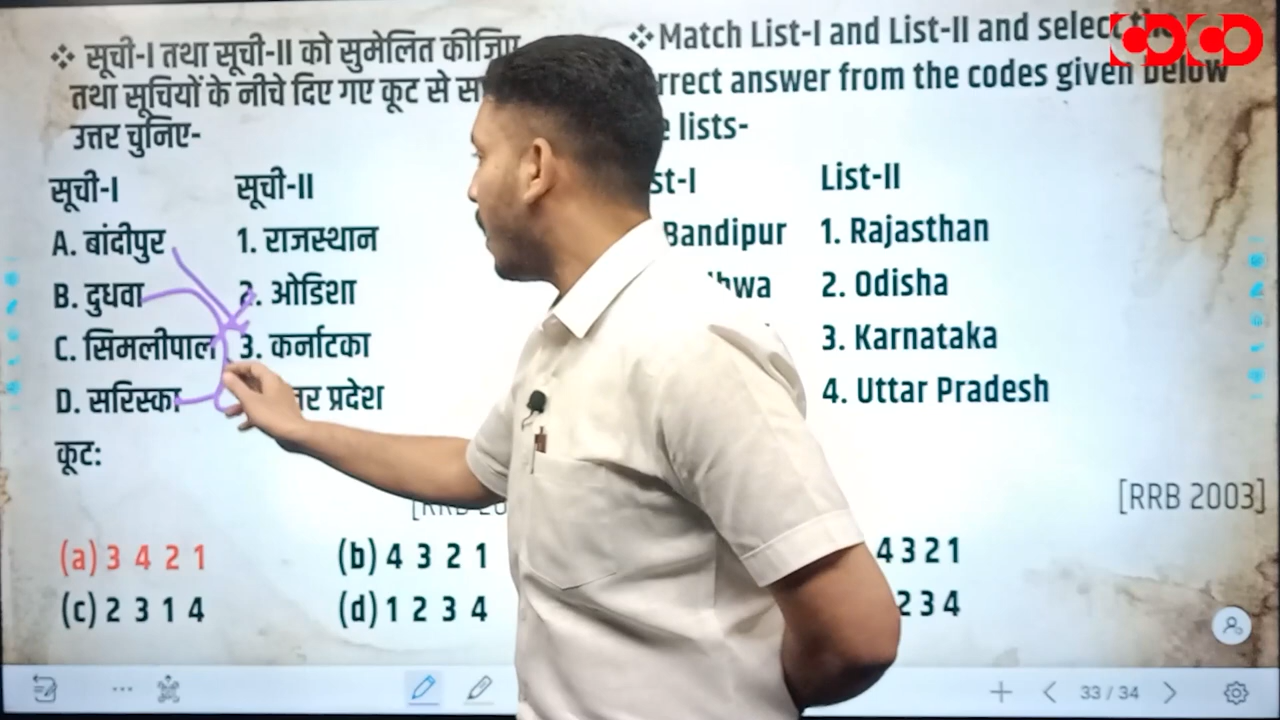 ❖ सूची-I तथा सूची-II को सुमेलित कीजिए
तथा सूचियों के नीचे दिए गए कूट से
उत्तर चुनिए-
सूची-I सूची-II
A. बांदीपुर 1. राजस्थान
B. दुधवा 2. ओडिशा
C. सिमलीपाल 3. कर्नाटका
D. सरिस्का प्रदेश
कूट:
(a) 3 4 2 1 (b) 4 3 2 1
(c) 2 3 1 4 (d) 1 2 3 4
❖ Match List-I and List-II and select
answer from the codes given below
lists-
List-II
Bandipur 1. Rajasthan
2. Odisha
3. Karnataka
4. Uttar Pradesh
[RRB 2003]
4 3 2 1
2 3 4
33 / 34